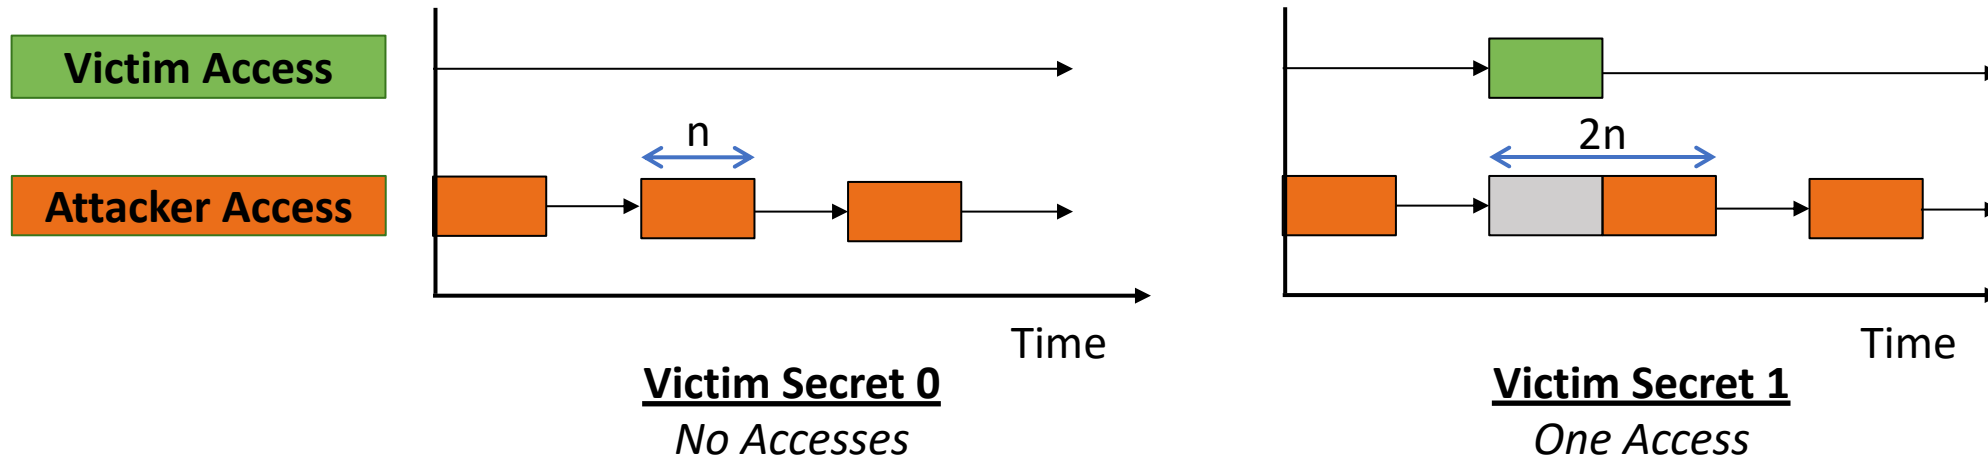 Victim Access
Attacker Access
n
Time
Victim Secret 0
No Accesses
2n
Time
Victim Secret 1
One Access